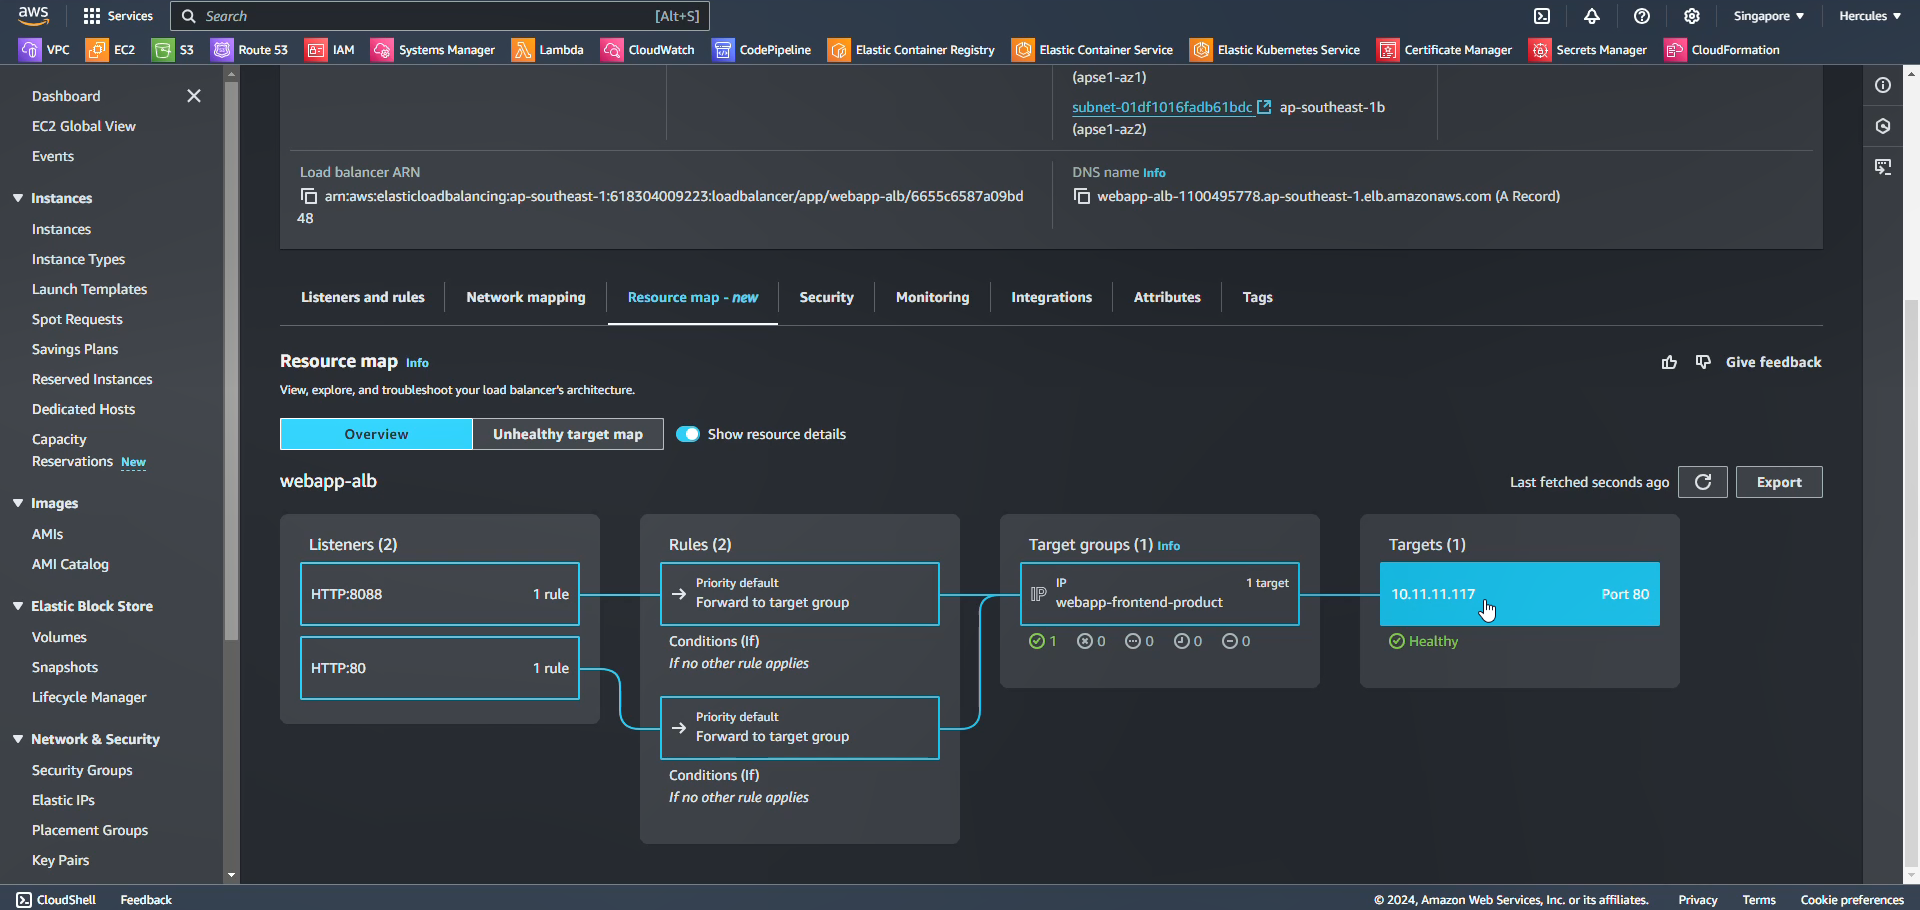 aws
Services
Search
[Alt+S]
Singapore
Hercules
VPC
EC2
S3
Route 53
IAM
Systems Manager
Lambda
CloudWatch
CodePipeline
Elastic Container Registry
Elastic Container Service
Elastic Kubernetes Service
Certificate Manager
Secrets Manager
CloudFormation
Dashboard
EC2 Global View
Events
Instances
Instances
Instance Types
Launch Templates
Spot Requests
Savings Plans
Reserved Instances
Dedicated Hosts
Capacity
Reservations New
Images
AMIs
AMI Catalog
Elastic Block Store
Volumes
Snapshots
Lifecycle Manager
Network & Security
Security Groups
Elastic IPs
Placement Groups
Key Pairs
(apse1-az1)
subnet-01df1016fadb61bdc ap-southeast-1b
(apse1-az2)
Load balancer ARN
arn:aws:elasticloadbalancing:ap-southeast-1:618304009223:loadbalancer/app/webapp-alb/6655c6587a09bd
48
DNS name Info
webapp-alb-1100495778.ap-southeast-1.elb.amazonaws.com (A Record)
Listeners and rules
Network mapping
Resource map - new
Security
Monitoring
Integrations
Attributes
Tags
Resource map Info
Give feedback
View, explore, and troubleshoot your load balancer's architecture.
Overview
Unhealthy target map
Show resource details
webapp-alb
Last fetched seconds ago
Export
Listeners (2)
HTTP:8088 1 rule
HTTP:80 1 rule
Rules (2)
Priority default
Forward to target group
Conditions (If)
If no other rule applies
Priority default
Forward to target group
Conditions (If)
If no other rule applies
Target groups (1) Info
IP IP 1 target
webapp-frontend-product
1 0 0 0 0
Targets (1)
10.11.11.117 Port 80
Healthy
CloudShell
Feedback
© 2024, Amazon Web Services, Inc. or its affiliates.
Privacy
Terms
Cookie preferences